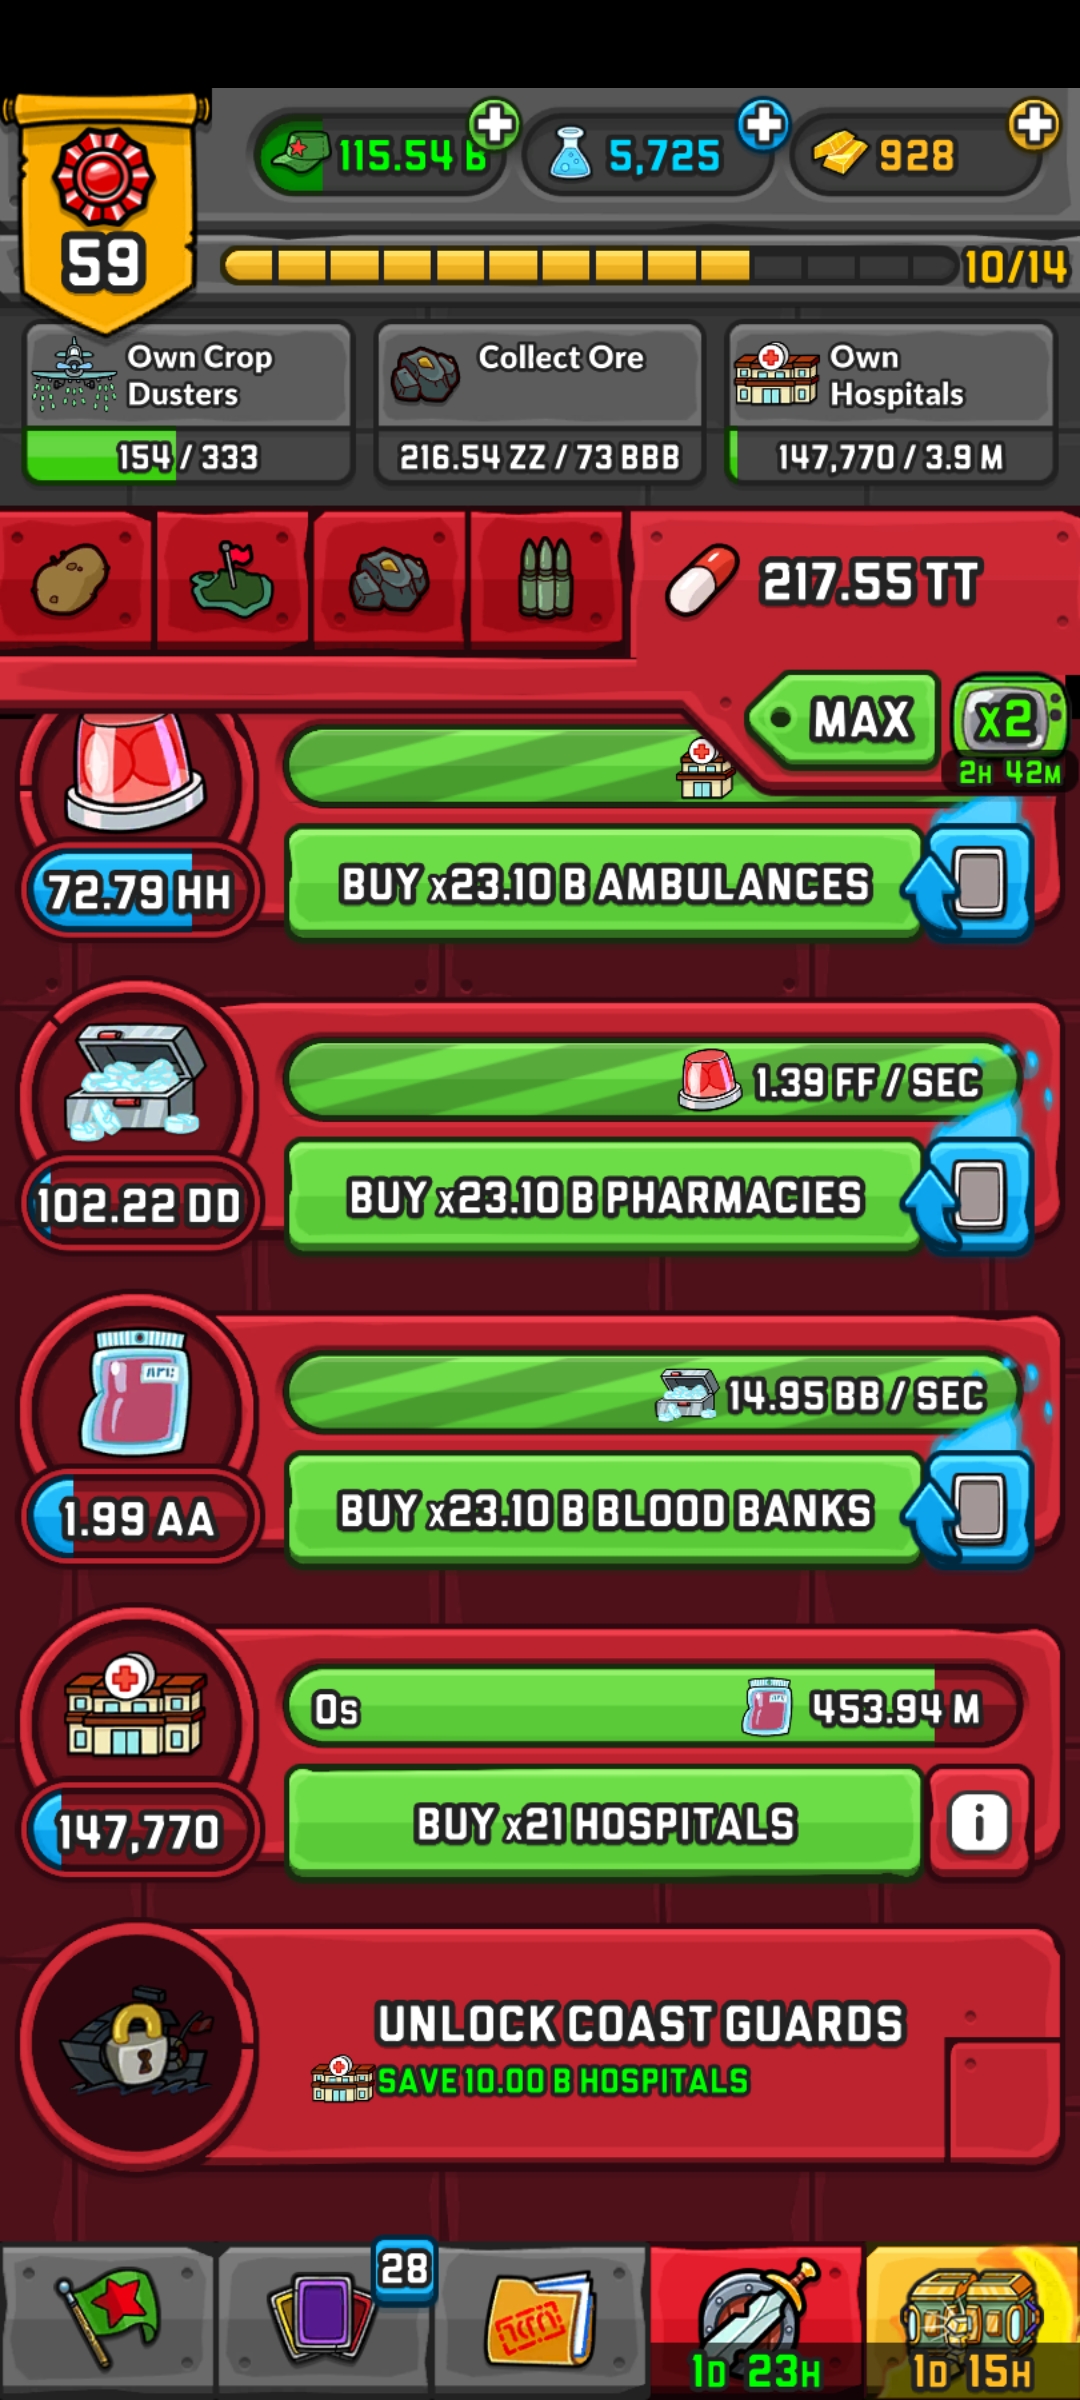 115.54 B
5,725
928
59
10/14
Own Crop
Dusters
154 / 333
Collect Ore
216.54 ZZ / 73 BBB
Own
Hospitals
147,770 / 3.9 M
217.55 TT
MAX
x2
2H 42M
72.79 HH
BUY x23.10 B AMBULANCES
1.39 FF / SEC
102.22 DD
BUY x23.10 B PHARMACIES
14.95 BB / SEC
1.99 AA
BUY x23.10 B BLOOD BANKS
0s
453.94 M
147,770
BUY x21 HOSPITALS
i
UNLOCK COAST GUARDS
SAVE 10.00 B HOSPITALS
28
1D 23H
1D 15H